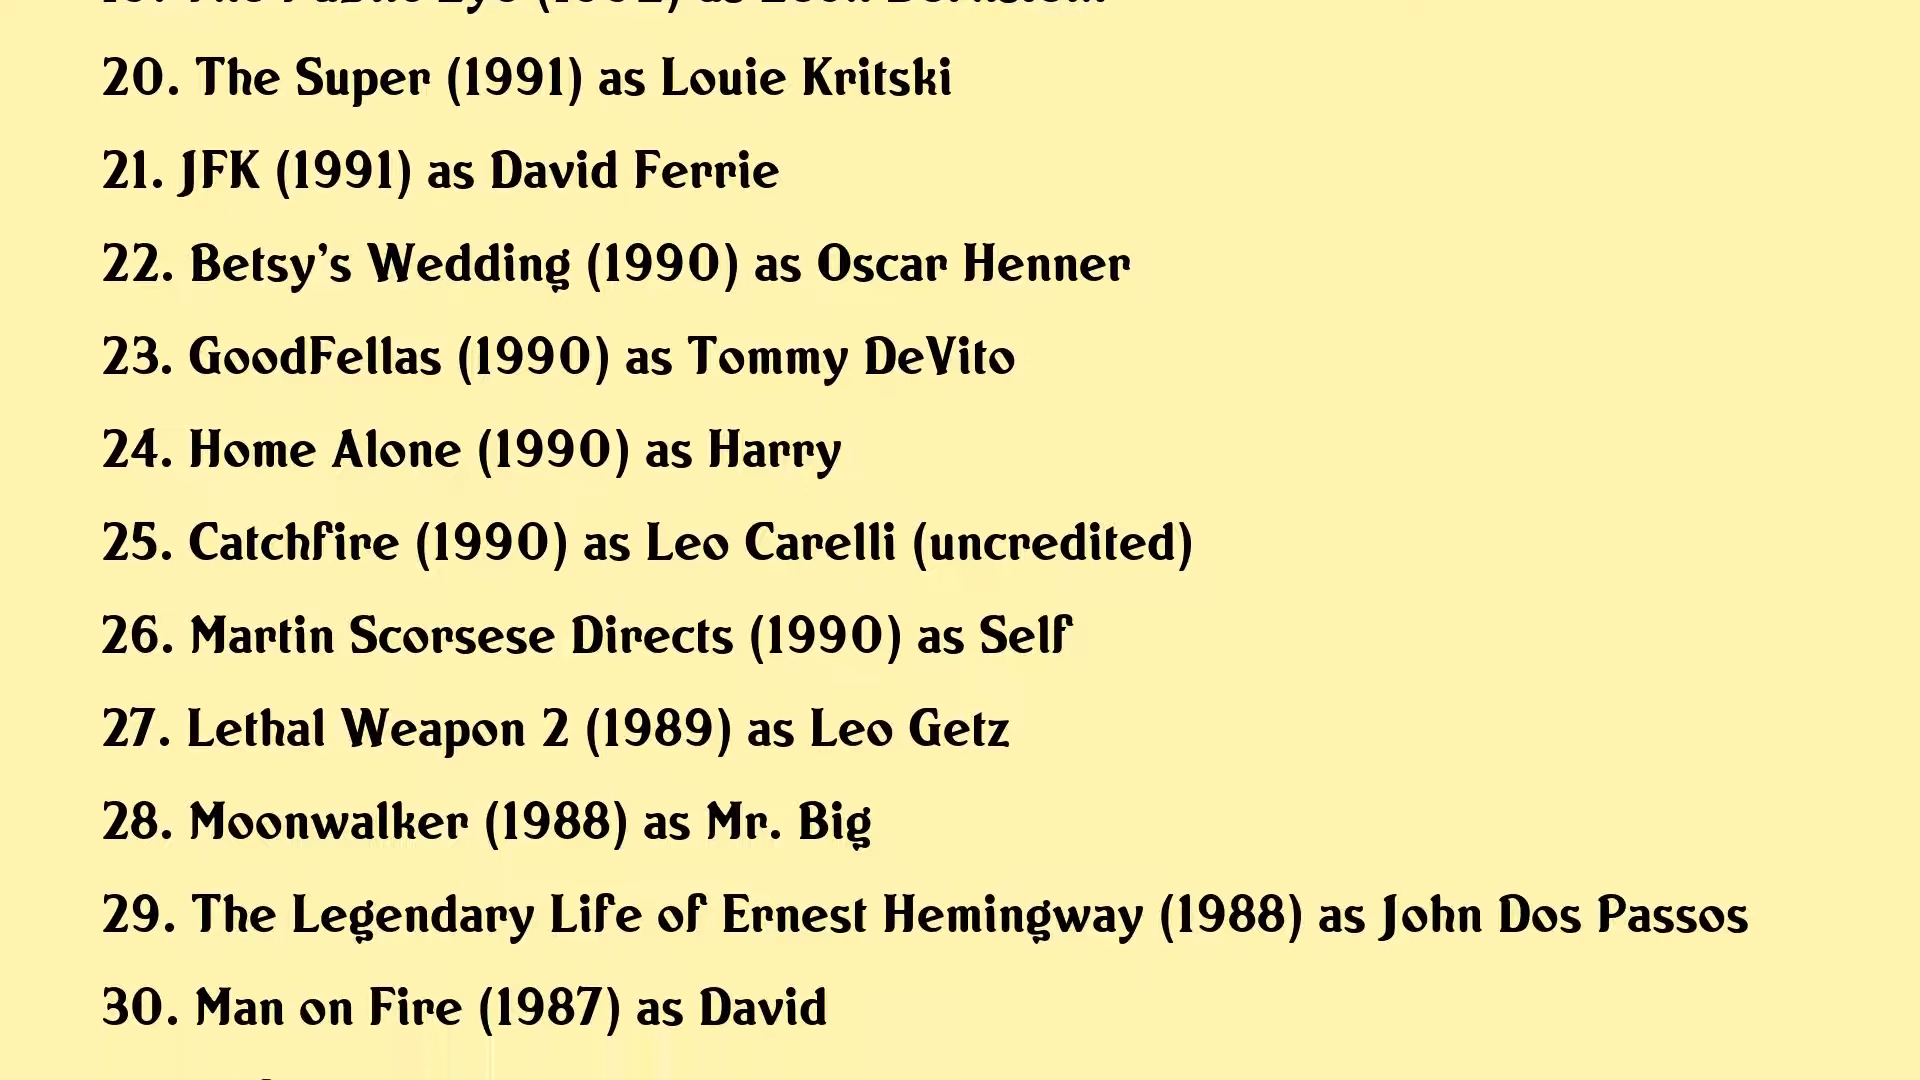 20. The Super (1991) as Louie Kritski
21. JFK (1991) as David Ferrie
22. Betsy's Wedding (1990) as Oscar Henner
23. GoodFellas (1990) as Tommy DeVito
24. Home Alone (1990) as Harry
25. Catchfire (1990) as Leo Carelli (uncredited)
26. Martin Scorsese Directs (1990) as Self
27. Lethal Weapon 2 (1989) as Leo Getz
28. Moonwalker (1988) as Mr. Big
29. The Legendary Life of Ernest Hemingway (1988) as John Dos Passos
30. Man on Fire (1987) as David